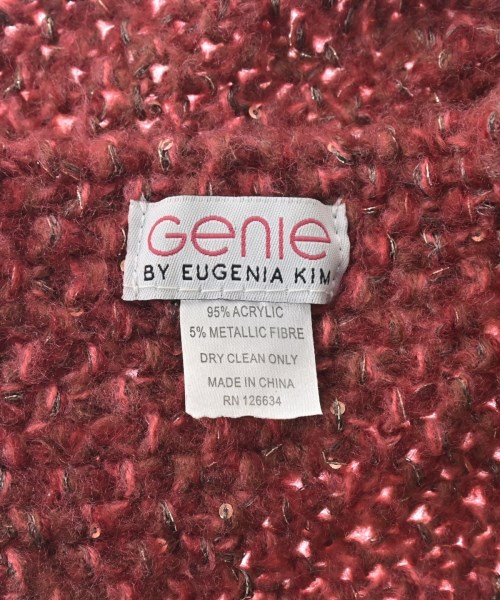 Genie
BY EUGENIA KIM
95% ACRYLIC
5% METALLIC FIBRE
DRY CLEAN ONLY
MADE IN CHINA
RN 126634